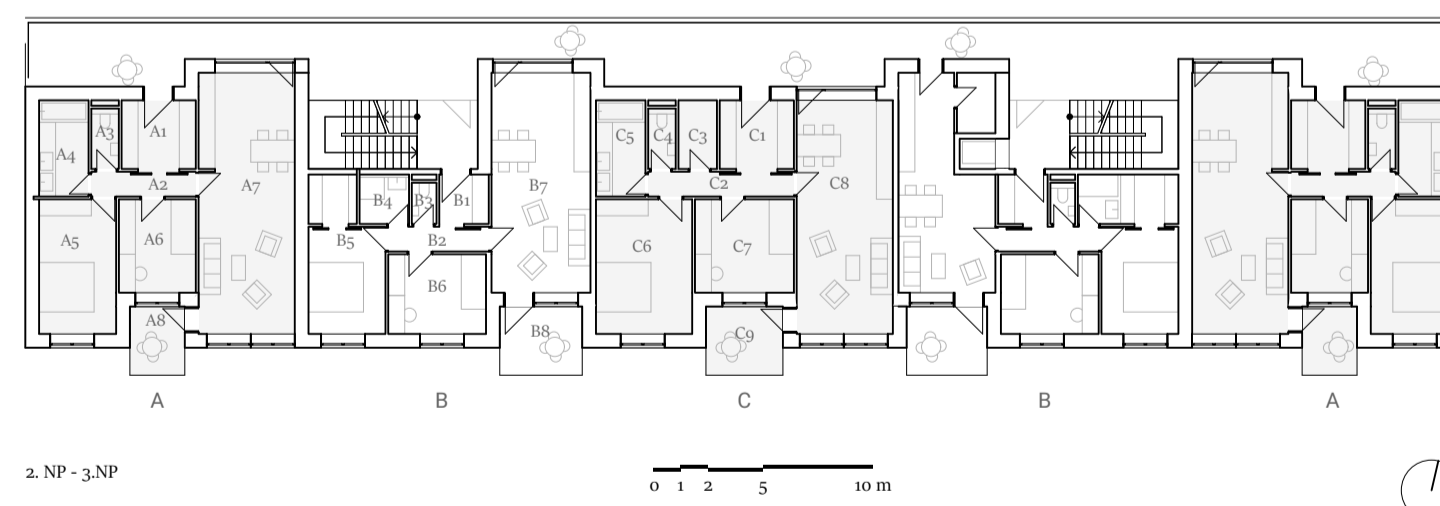 A3 A1 C5 C4 C3 C1
A4 A2 A7 B7 C2 C8
B4 B3 B1
A5 A6 B5 B2 C6 C7
B6
A8 B8 C9
A B C B A
2. NP - 3.NP
0 1 2 5 10 m